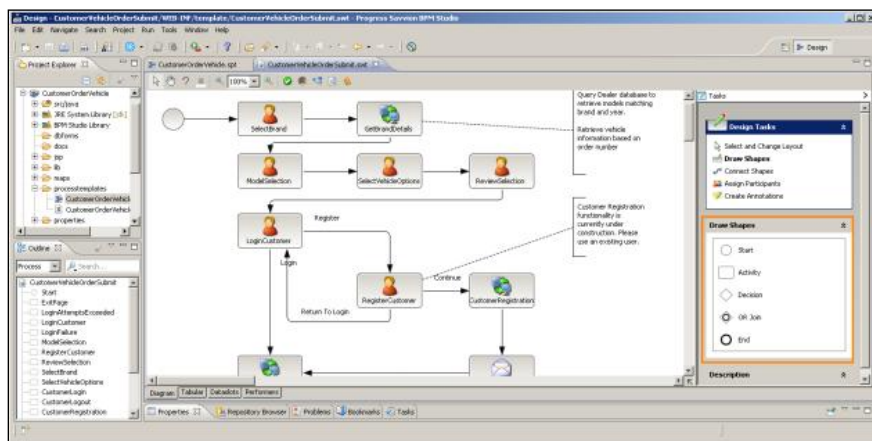 Design - CustomerVehicleOrderSubmit/WEB-INF/template/CustomerVehicleOrderSubmit.swt - Progress Savvion BPM Studio
File Edit Navigate Search Project Run Tools Window Help
Design
Project Explorer
CustomerOrderVehicle
src/java
JRE System Library
BPM Studio Library
dbforms
docs
jsp
lib
maps
processtemplates
CustomerOrderVehicl
CustomerOrderVehicl
properties
Outline
Process
Search...
CustomerVehicleOrderSubmit
Start
ExitPage
LoginAttemptsExceeded
LoginCustomer
LoginFailure
ModelSelection
RegisterCustomer
ReviewSelection
SelectBrand
SelectVehicleOptions
CustomerLogin
CustomerLogout
CustomerRegistration
CustomerOrderVehicle.spt
CustomerVehicleOrderSubmit.swt
100%
SelectBrand
GetBrandDetails
Query Dealer database to
retrieve models matching
brand and year.
Retrieve vehicle
information based on
order number
ModelSelection
SelectVehicleOptions
ReviewSelection
Register
Customer Registration
functionality is
currently under
construction. Please
use an existing user.
LoginCustomer
Login
RegisterCustomer
Continue
CustomerRegistration
Return To Login
Diagram Tabular Dataslots Performers
Properties Repository Browser Problems Bookmarks Tasks
Tasks
Design Tasks
Select and Change Layout
Draw Shapes
Connect Shapes
Assign Participants
Create Annotations
Draw Shapes
Start
Activity
Decision
OR Join
End
Description